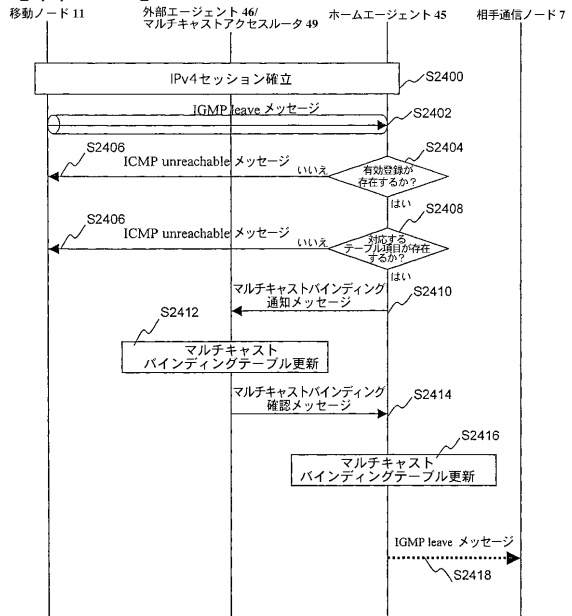 移動ノード 11
外部エージェント 46/
マルチキャストアクセスルータ 49
ホームエージェント 45
相手通信ノード 7
IPv4セッション確立
S2400
IGMP leave メッセージ
S2402
S2404
S2406
ICMP unreachable メッセージ
いいえ
有効登録が
存在するか？
はい
S2408
S2406
ICMP unreachable メッセージ
いいえ
対応する
テーブル項目が存在
するか？
はい
マルチキャストバインディング
通知メッセージ
S2410
S2412
マルチキャスト
バインディングテーブル更新
マルチキャストバインディング
確認メッセージ
S2414
S2416
マルチキャスト
バインディングテーブル更新
IGMP leave メッセージ
S2418